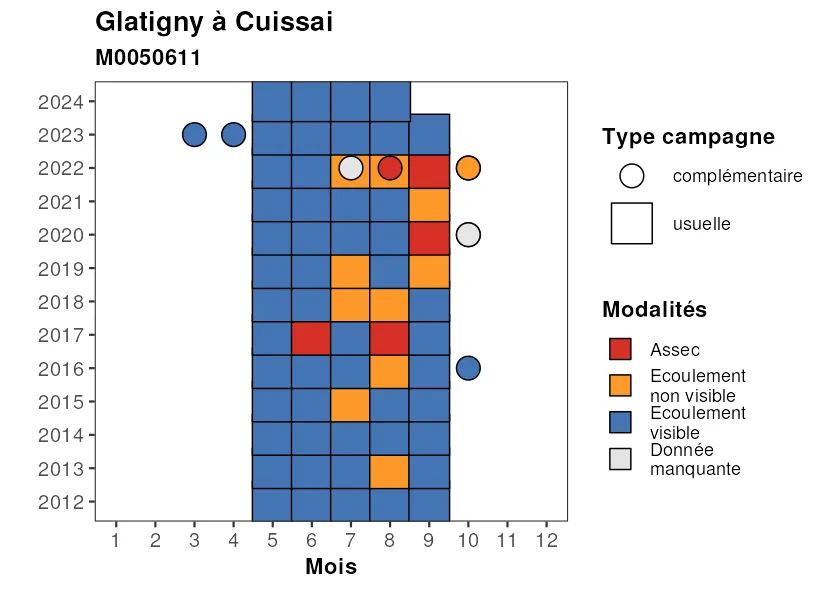 Glatigny à Cuissai
M0050611
2024
2023
2022
2021
2020
2019
2018
2017
2016
2015
2014
2013
2012
1 2 3 4 5 6 7 8 9 10 11 12
Mois
Type campagne
complémentaire
usuelle
Modalités
Assec
Ecoulement
non visible
Ecoulement
visible
Donnée
manquante